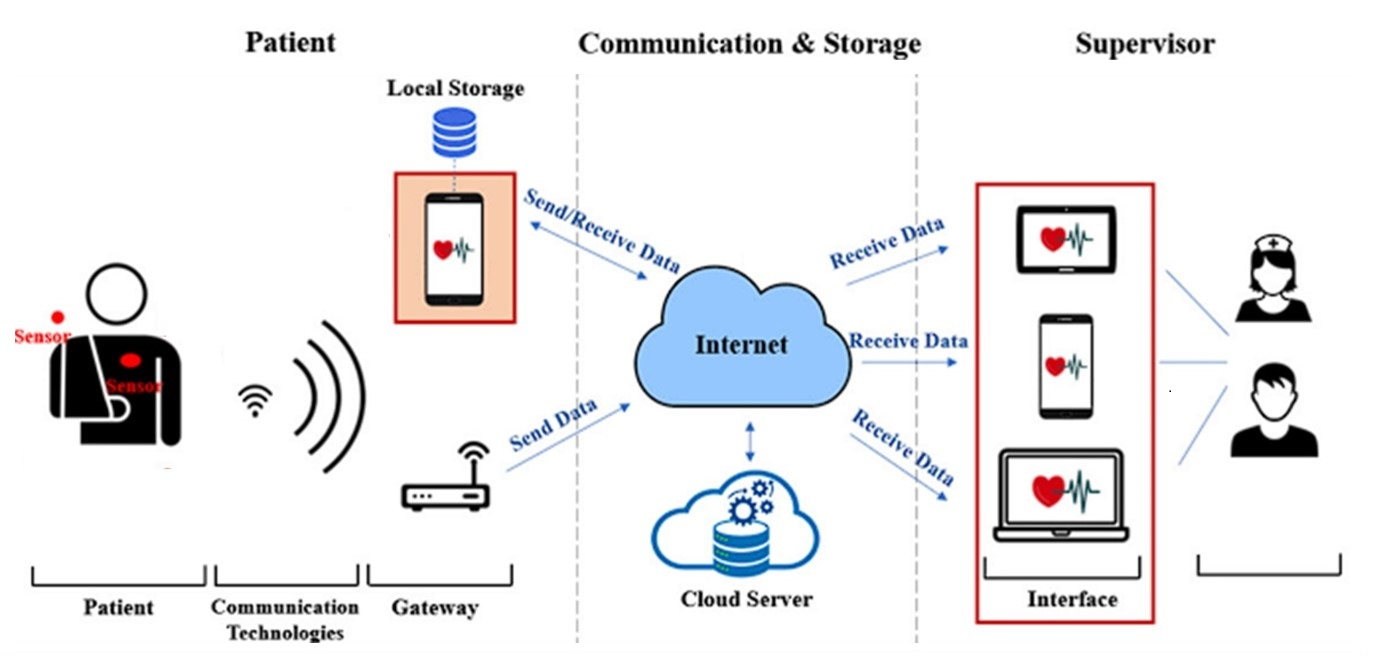 Patient
Communication & Storage
Supervisor
Local Storage
Send/Receive Data
Receive Data
Sensor
Internet
Receive Data
Sensor
Send Data
Receive Data
Cloud Server
Interface
Patient
Communication
Technologies
Gateway